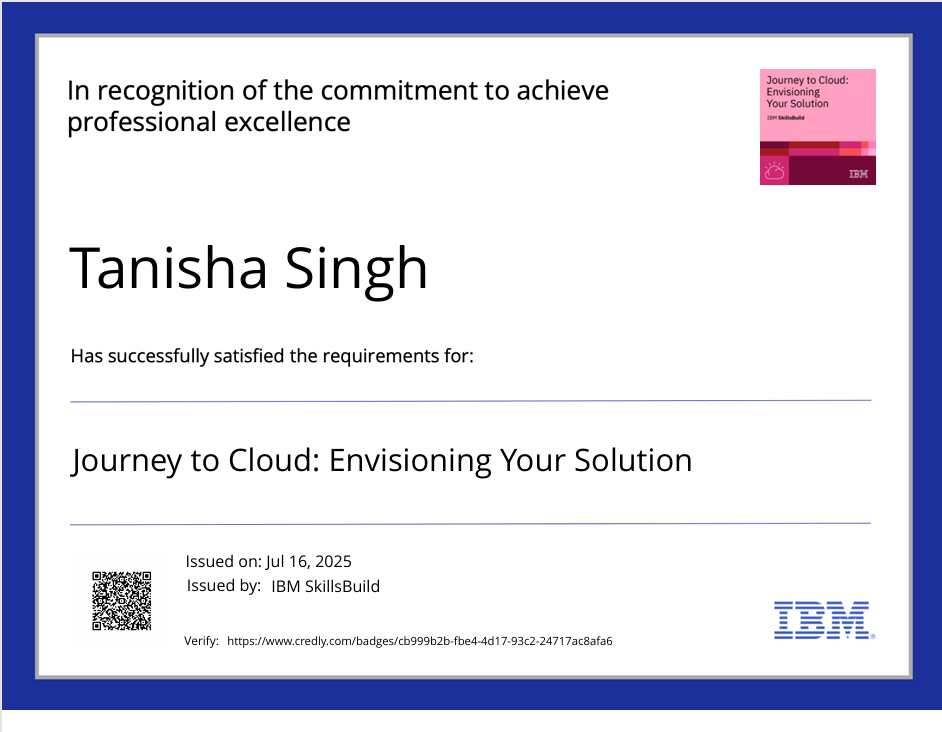 In recognition of the commitment to achieve
professional excellence
Journey to Cloud:
Envisioning
Your Solution
IBM SkillsBuild
IBM
Tanisha Singh
Has successfully satisfied the requirements for:
Journey to Cloud: Envisioning Your Solution
Issued on: Jul 16, 2025
Issued by: IBM SkillsBuild
Verify: https://www.credly.com/badges/cb999b2b-fbe4-4d17-93c2-24717ac8afa6
IBM®